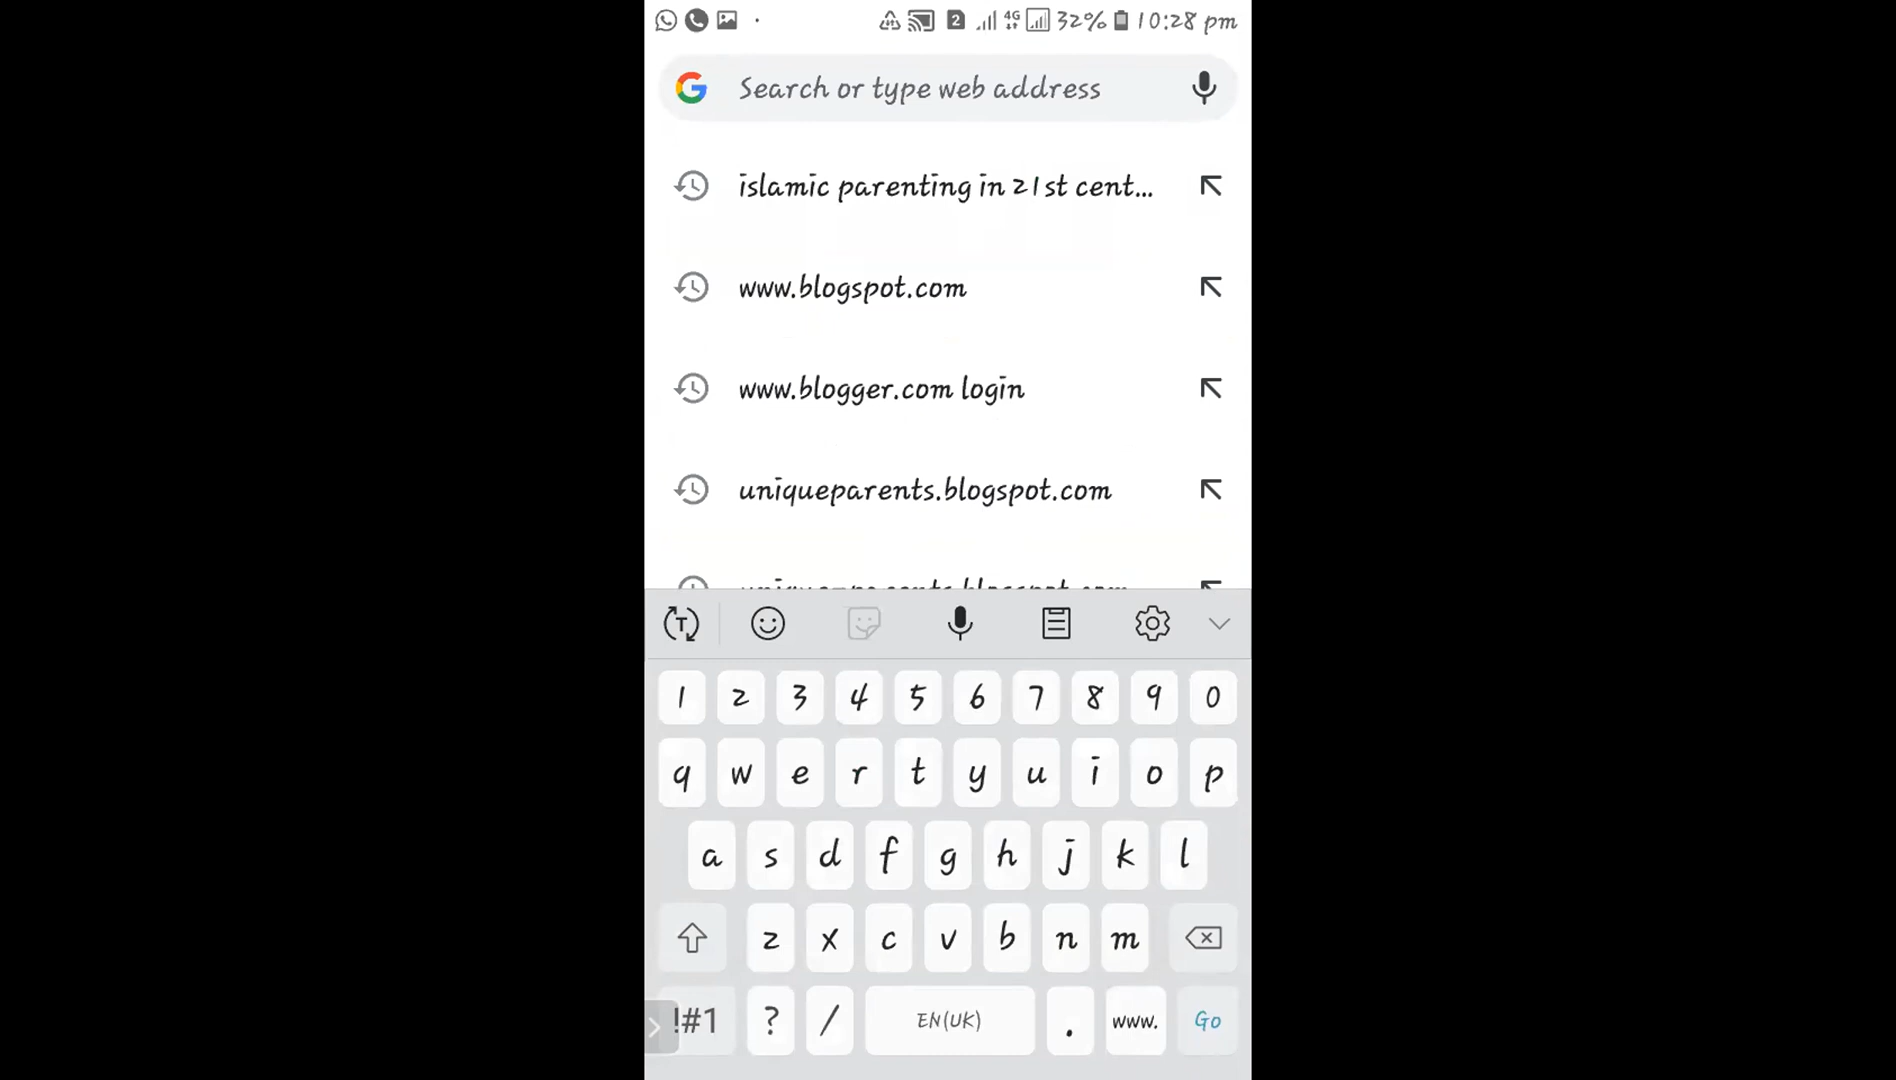 2 4G 32% 10:28 pm
Search or type web address
islamic parenting in 21st cent...
www.blogspot.com
www.blogger.com login
uniqueparents.blogspot.com
T
1 2 3 4 5 6 7 8 9 0
q w e r t y u i o p
a s d f g h j k l
z x c v b n m
!#1 ? / EN(UK) . www. Go